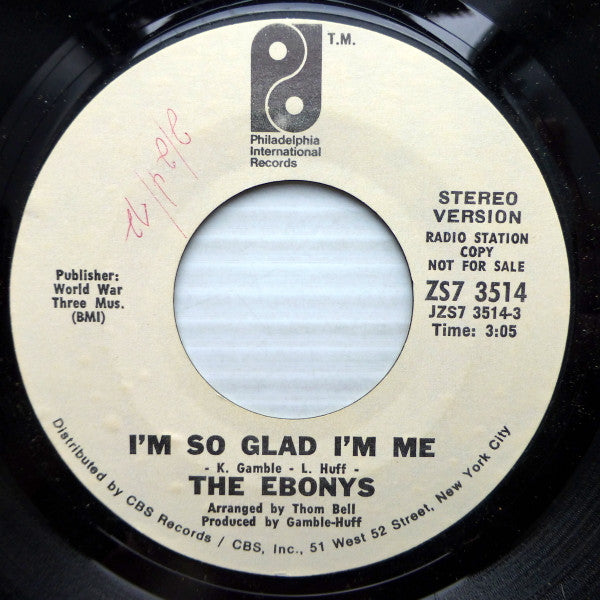 T.M.
Philadelphia
International
Records
STEREO
VERSION
RADIO STATION
COPY
NOT FOR SALE
ZS7 3514
JZS7 3514-3
Time: 3:05
Publisher:
World War
Three Mus.
(BMI)
I'M SO GLAD I'M ME
- K. Gamble - L. Huff -
THE EBONYS
Arranged by Thom Bell
Produced by Gamble-Huff
Distributed by CBS Records / CBS, Inc., 51 West 52 Street, New York City